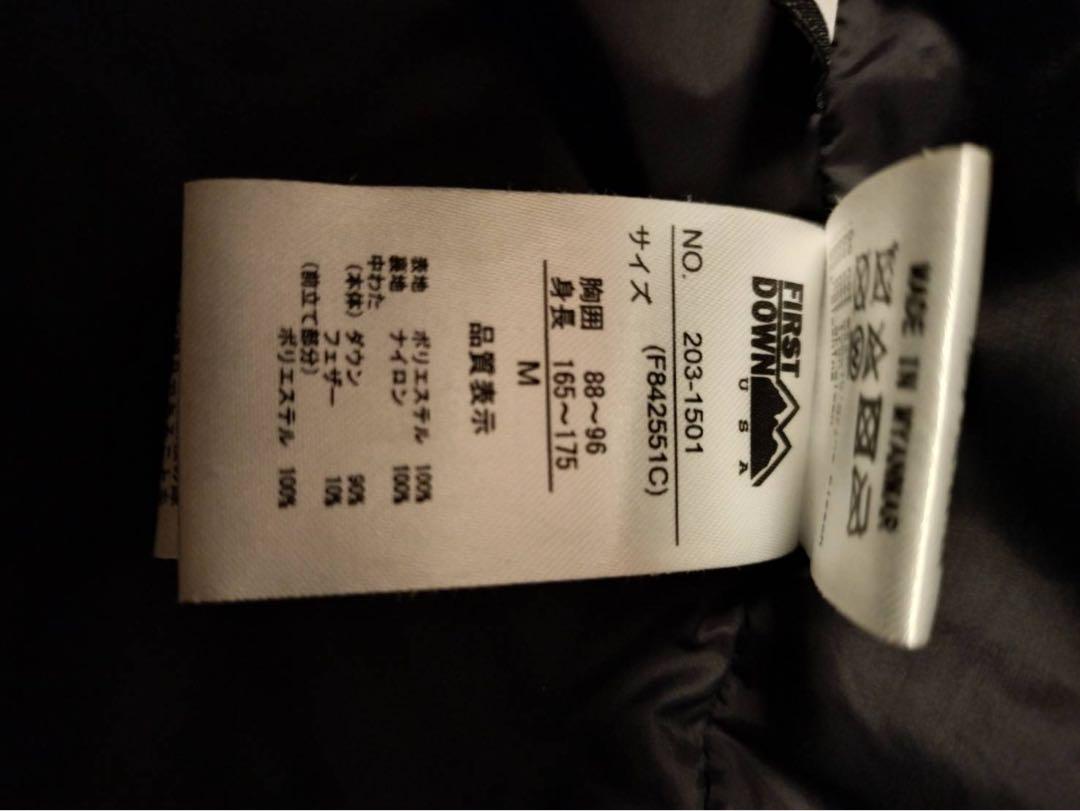 FIRST
DOWN
U S A
NO. 203-1501
(F842551C)
サイズ
胸囲 88～96
身長 165～175
M
品質表示
表地 ポリエステル 100%
裏地 ナイロン 100%
中わた
(本体) ダウン 90%
フェザー 10%
(前立て部分)
ポリエステル 100%
MADE IN MYANMAR